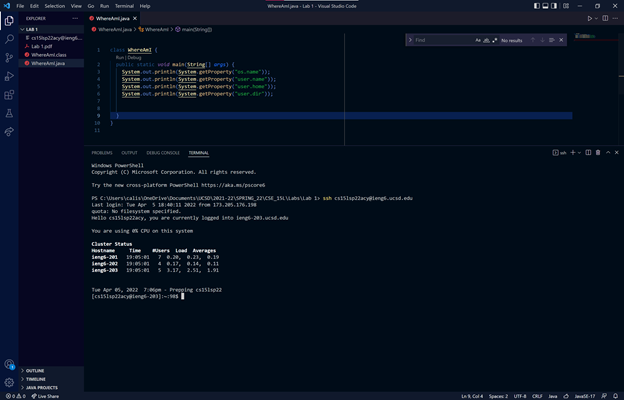 File Edit Selection View Go Run Terminal Help
WhereAmI.java - Lab 1 - Visual Studio Code
EXPLORER
WhereAmI.java
LAB 1
cs15lsp22acy@ieng6....
Lab 1.pdf
WhereAmI.class
WhereAmI.java
WhereAmI.java > WhereAmI > main(String[])
Find
Aa
No results
1
2 class WhereAmI {
Run | Debug
2 public static void main(String[] args) {
3 System.out.println(System.getProperty("os.name"));
4 System.out.println(System.getProperty("user.name"));
5 System.out.println(System.getProperty("user.home"));
6 System.out.println(System.getProperty("user.dir"));
7
8
9 }
10 }
11
PROBLEMS OUTPUT DEBUG CONSOLE TERMINAL
ssh
Windows PowerShell
Copyright (C) Microsoft Corporation. All rights reserved.
Try the new cross-platform PowerShell https://aka.ms/pscore6
PS C:\Users\calls\OneDrive\Documents\UCSD\2021-22\SPRING_22\CSE_15L\Labs\Lab 1> ssh cs15lsp22acy@ieng6.ucsd.edu
Last login: Tue Apr 5 18:40:11 2022 from 173.205.176.198
quota: No filesystem specified.
Hello cs15lsp22acy, you are currently logged into ieng6-203.ucsd.edu
You are using 0% CPU on this system
Cluster Status
Hostname Time #Users Load Averages
ieng6-201 19:05:01 7 0.20, 0.23, 0.19
ieng6-202 19:05:01 4 0.17, 0.14, 0.11
ieng6-203 19:05:01 5 3.17, 2.51, 1.91
Tue Apr 05, 2022 7:06pm - Prepping cs15lsp22
[cs15lsp22acy@ieng6-203]:~:98$
OUTLINE
TIMELINE
JAVA PROJECTS
0 0 Live Share
Ln 9, Col 4 Spaces: 2 UTF-8 CRLF Java JavaSE-17